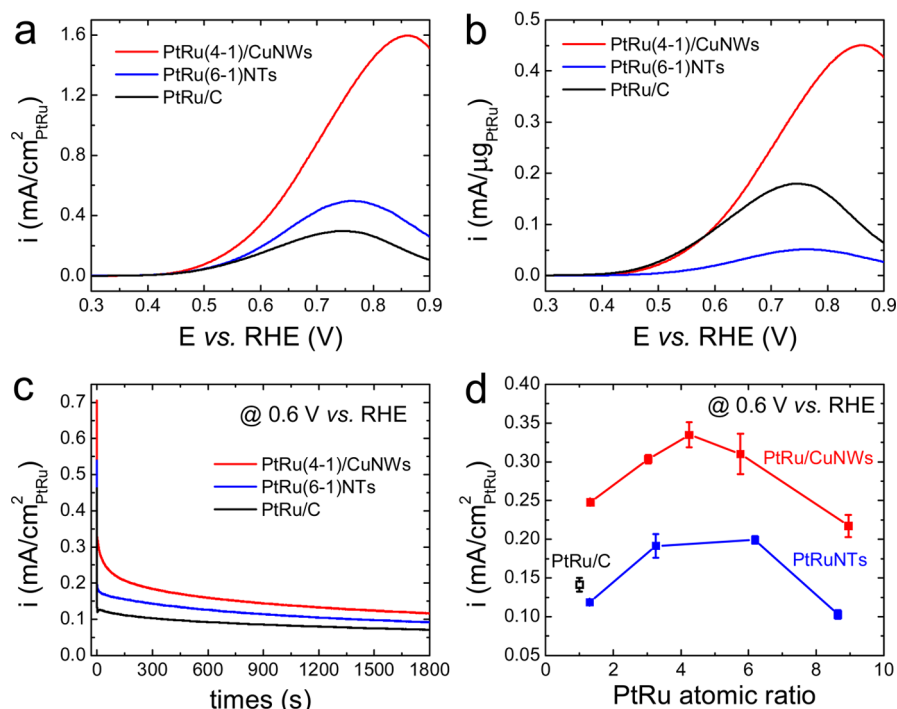 a
1.6
1.2
0.8
0.4
0.0
i (mA/cm²PtRu)
PtRu(4-1)/CuNWs
PtRu(6-1)NTs
PtRu/C
0.3 0.4 0.5 0.6 0.7 0.8 0.9
E vs. RHE (V)
b
0.5
0.4
0.3
0.2
0.1
0.0
i (mA/μgPtRu)
PtRu(4-1)/CuNWs
PtRu(6-1)NTs
PtRu/C
0.3 0.4 0.5 0.6 0.7 0.8 0.9
E vs. RHE (V)
c
0.7
0.6
0.5
0.4
0.3
0.2
0.1
0.0
i (mA/cm²PtRu)
@ 0.6 V vs. RHE
PtRu(4-1)/CuNWs
PtRu(6-1)NTs
PtRu/C
0 300 600 900 1200 1500 1800
times (s)
d
0.40
0.35
0.30
0.25
0.20
0.15
0.10
0.05
i (mA/cm²PtRu)
@ 0.6 V vs. RHE
PtRu/CuNWs
PtRu/C
PtRuNTs
0 2 4 6 8 10
PtRu atomic ratio